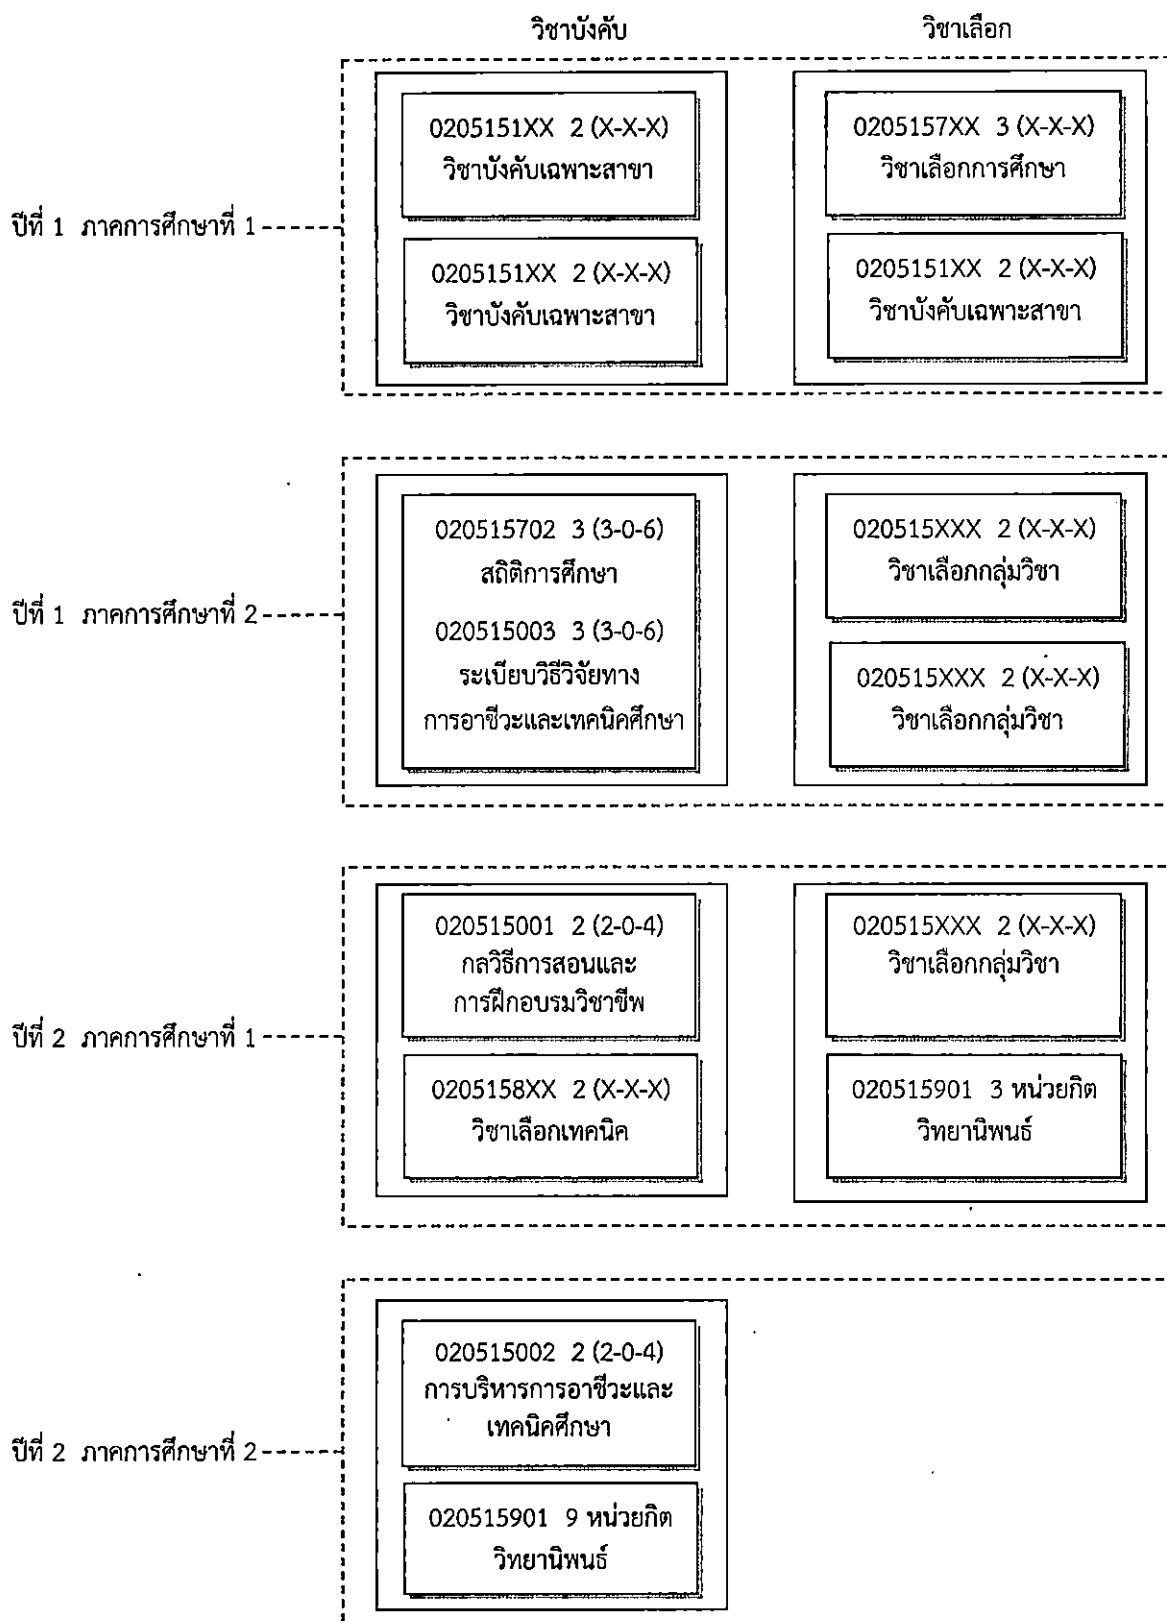 วิชาบังคับ
วิชาเลือก
ปีที่ 1 ภาคการศึกษาที่ 1
0205151XX 2 (X-X-X)
วิชาบังคับเฉพาะสาขา
0205151XX 2 (X-X-X)
วิชาบังคับเฉพาะสาขา
0205157XX 3 (X-X-X)
วิชาเลือกการศึกษา
0205151XX 2 (X-X-X)
วิชาบังคับเฉพาะสาขา
ปีที่ 1 ภาคการศึกษาที่ 2
020515702 3 (3-0-6)
สถิติการศึกษา
020515003 3 (3-0-6)
ระเบียบวิธีวิจัยทาง
การอาชีวะและเทคนิคศึกษา
020515XXX 2 (X-X-X)
วิชาเลือกกลุ่มวิชา
020515XXX 2 (X-X-X)
วิชาเลือกกลุ่มวิชา
ปีที่ 2 ภาคการศึกษาที่ 1
020515001 2 (2-0-4)
กลวิธีการสอนและ
การฝึกอบรมวิชาชีพ
0205158XX 2 (X-X-X)
วิชาเลือกเทคนิค
020515XXX 2 (X-X-X)
วิชาเลือกกลุ่มวิชา
020515901 3 หน่วยกิต
วิทยานิพนธ์
ปีที่ 2 ภาคการศึกษาที่ 2
020515002 2 (2-0-4)
การบริหารการอาชีวะและ
เทคนิคศึกษา
020515901 9 หน่วยกิต
วิทยานิพนธ์